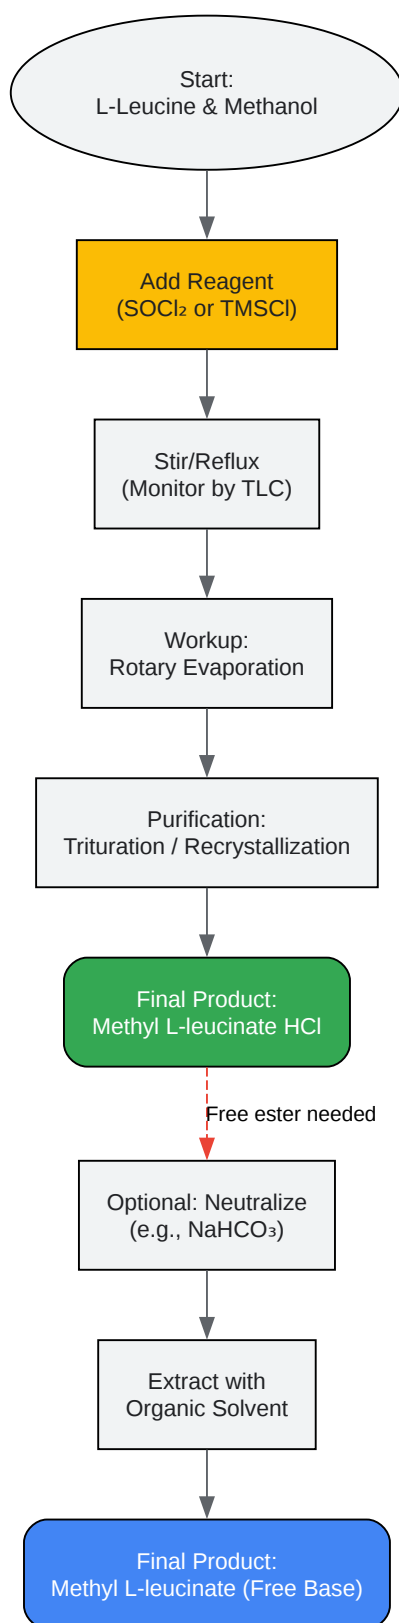 Start:
L-Leucine & Methanol
Add Reagent
(SOCl₂ or TMSCl)
Stir/Reflux
(Monitor by TLC)
Workup:
Rotary Evaporation
Purification:
Trituration / Recrystallization
Final Product:
Methyl L-leucinate HCl
Free ester needed
Optional: Neutralize
(e.g., NaHCO₃)
Extract with
Organic Solvent
Final Product:
Methyl L-leucinate (Free Base)